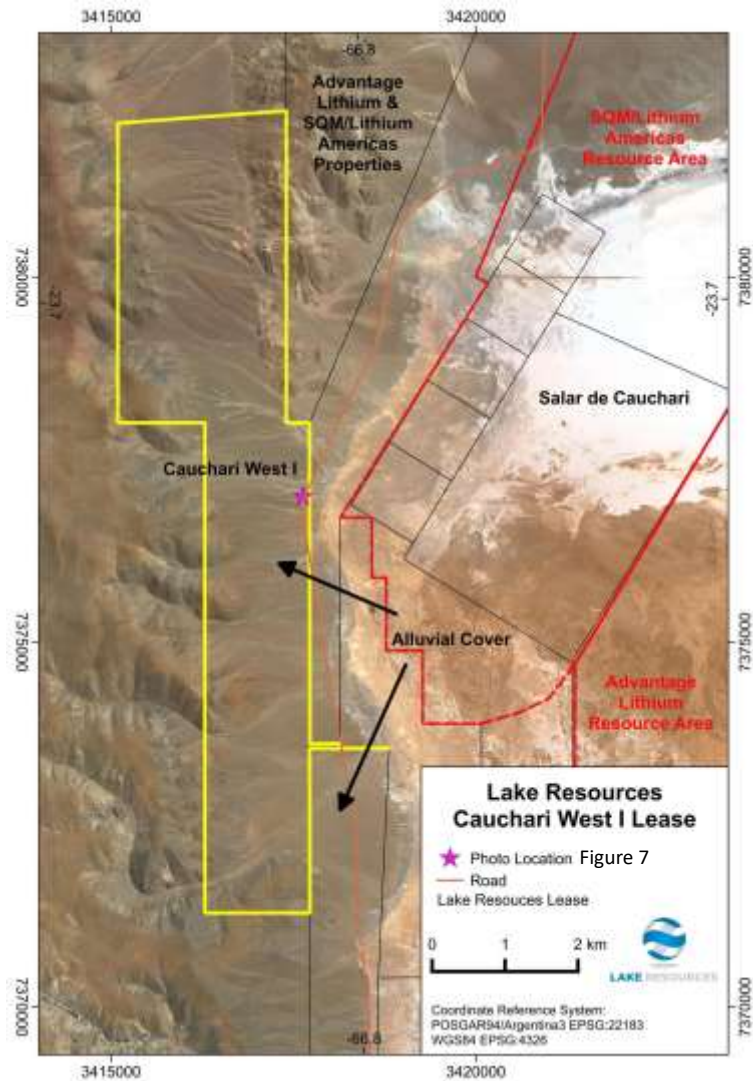 3415000
3420000
-66.8
Advantage
Lithium &
SQM/Lithium
Americas
Properties
SQM/Lithium
Americas
Resource Area
7380000
7380000
-23.7
-23.7
Salar de Cauchari
Cauchari West I
7375000
7375000
Alluvial Cover
Advantage
Lithium
Resource Area
Lake Resources
Cauchari West I Lease
Photo Location Figure 7
Road
Lake Resouces Lease
0 1 2 km
LAKE RESOURCES
7370000
7370000
Coordinate Reference System:
POSGAR94/Argentina3 EPSG:22183
WGS84 EPSG:4326
-66.8
3415000
3420000